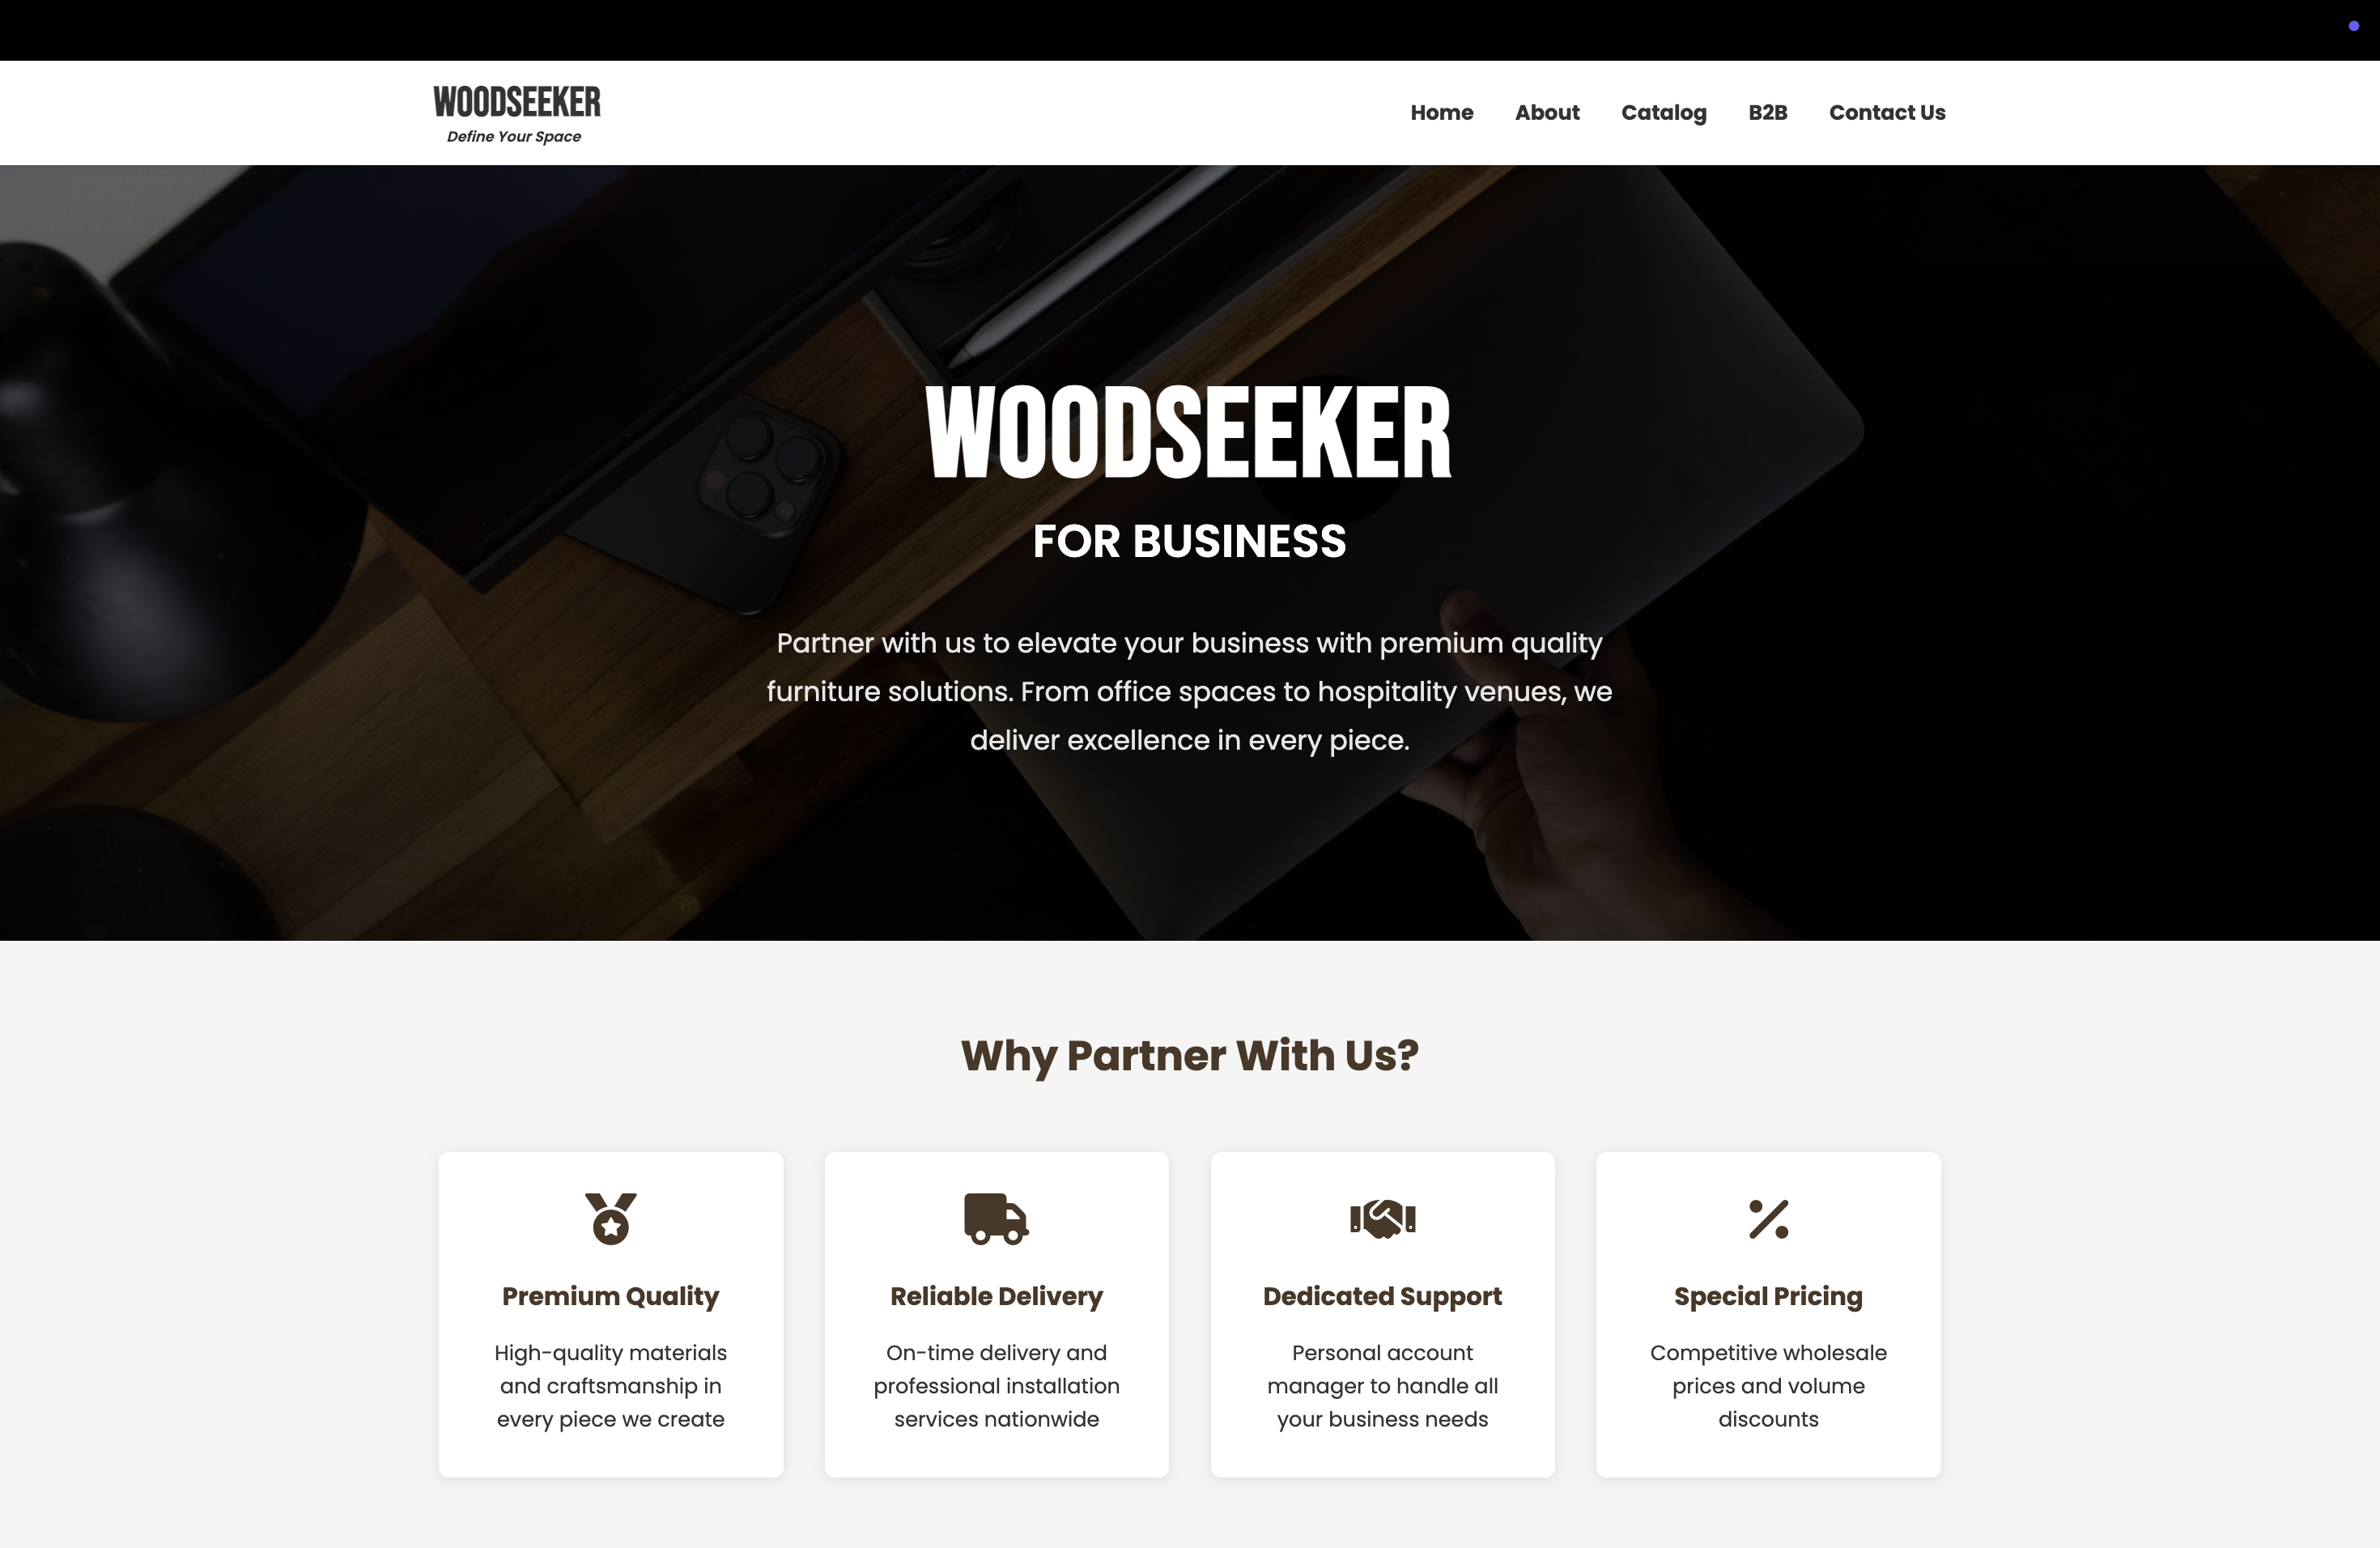 WOODSEEKER
Define Your Space
Home About Catalog B2B Contact Us
WOODSEEKER
FOR BUSINESS
Partner with us to elevate your business with premium quality
furniture solutions. From office spaces to hospitality venues, we
deliver excellence in every piece.
Why Partner With Us?
Premium Quality
High-quality materials
and craftsmanship in
every piece we create
Reliable Delivery
On-time delivery and
professional installation
services nationwide
Dedicated Support
Personal account
manager to handle all
your business needs
Special Pricing
Competitive wholesale
prices and volume
discounts